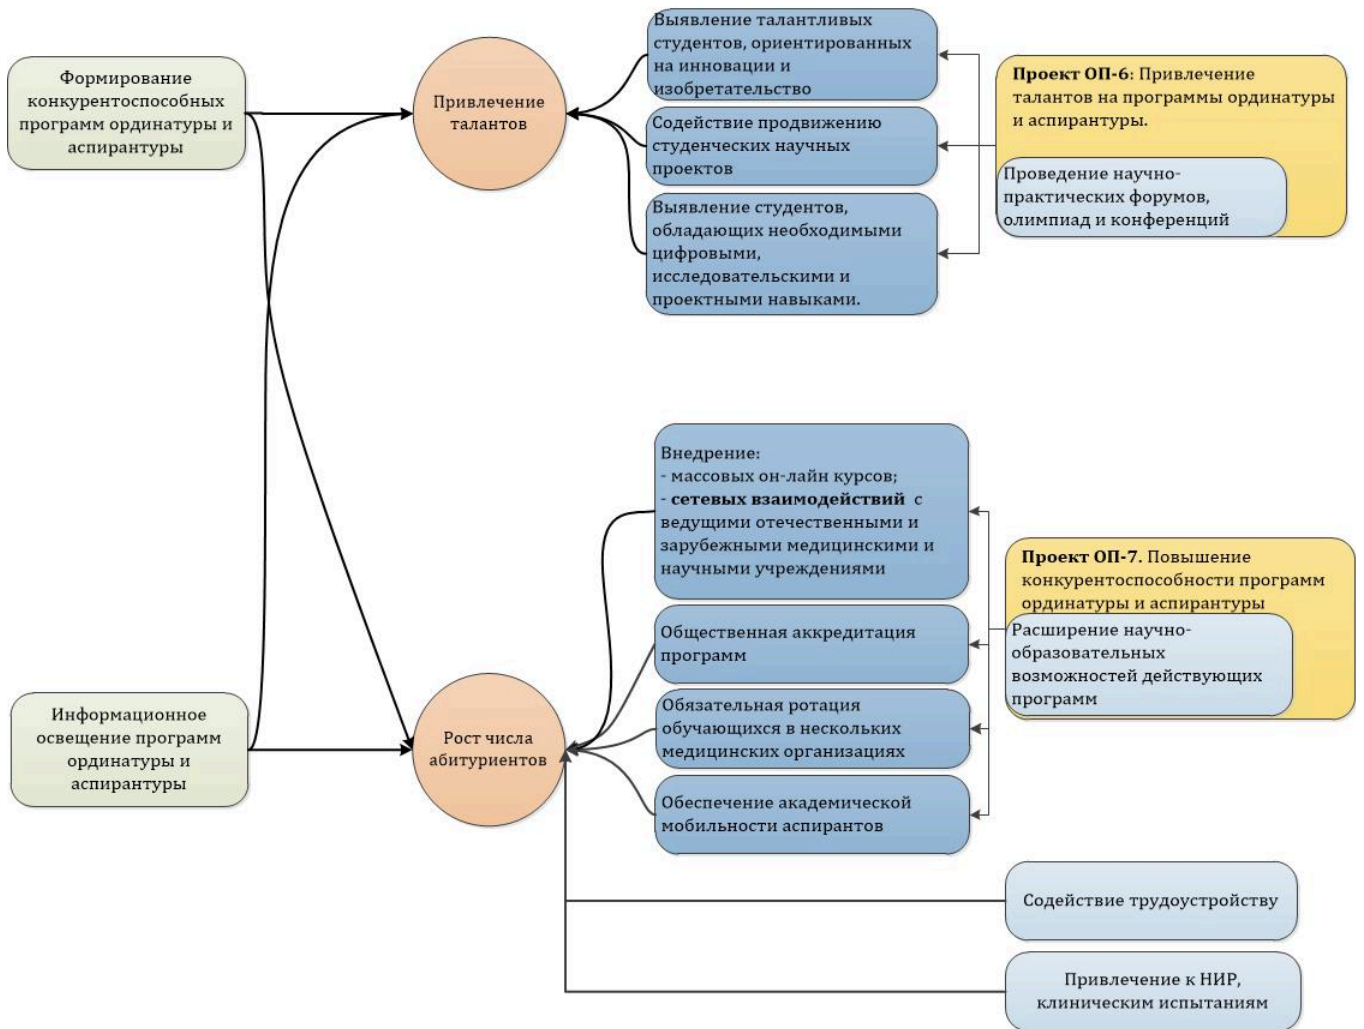 Формирование
конкурентоспособных
программ ординатуры и
аспирантуры
Привлечение
талантов
Выявление талантливых
студентов, ориентированных
на инновации и
изобретательство
Содействие продвижению
студенческих научных
проектов
Выявление студентов,
обладающих необходимыми
цифровыми,
исследовательскими и
проектными навыками.
Проект ОП-6: Привлечение
талантов на программы ординатуры
и аспирантуры.
Проведение научно-
практических форумов,
олимпиад и конференций
Информационное
освещение программ
ординатуры и
аспирантуры
Рост числа
абитуриентов
Внедрение:
- массовых он-лайн курсов;
- сетевых взаимодействий с
ведущими отечественными и
зарубежными медицинскими и
научными учреждениями
Общественная аккредитация
программ
Обязательная ротация
обучающихся в нескольких
медицинских организациях
Обеспечение академической
мобильности аспирантов
Проект ОП-7. Повышение
конкурентоспособности программ
ординатуры и аспирантуры
Расширение научно-
образовательных
возможностей действующих
программ
Содействие трудоустройству
Привлечение к НИР,
клиническим испытаниям